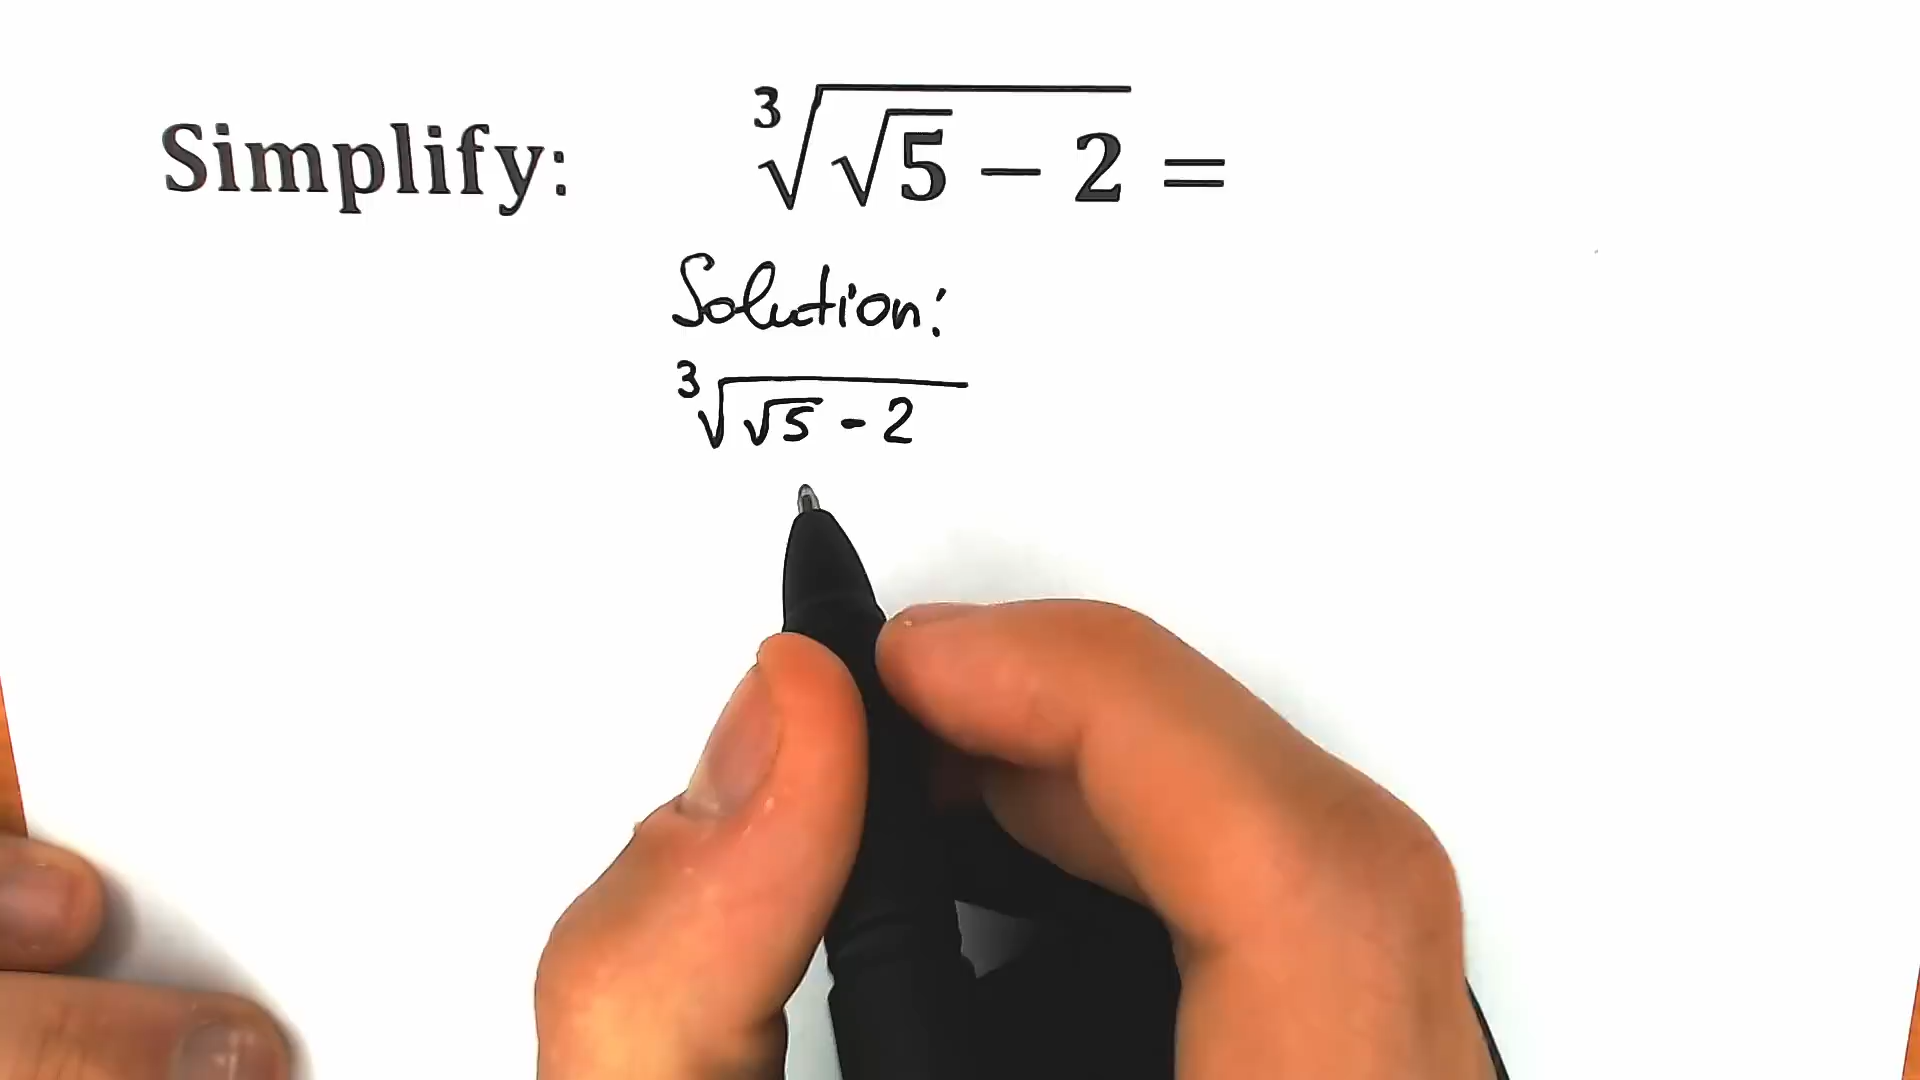 Simplify: ∛(√5 − 2) =
Solution:
∛(√5 - 2)